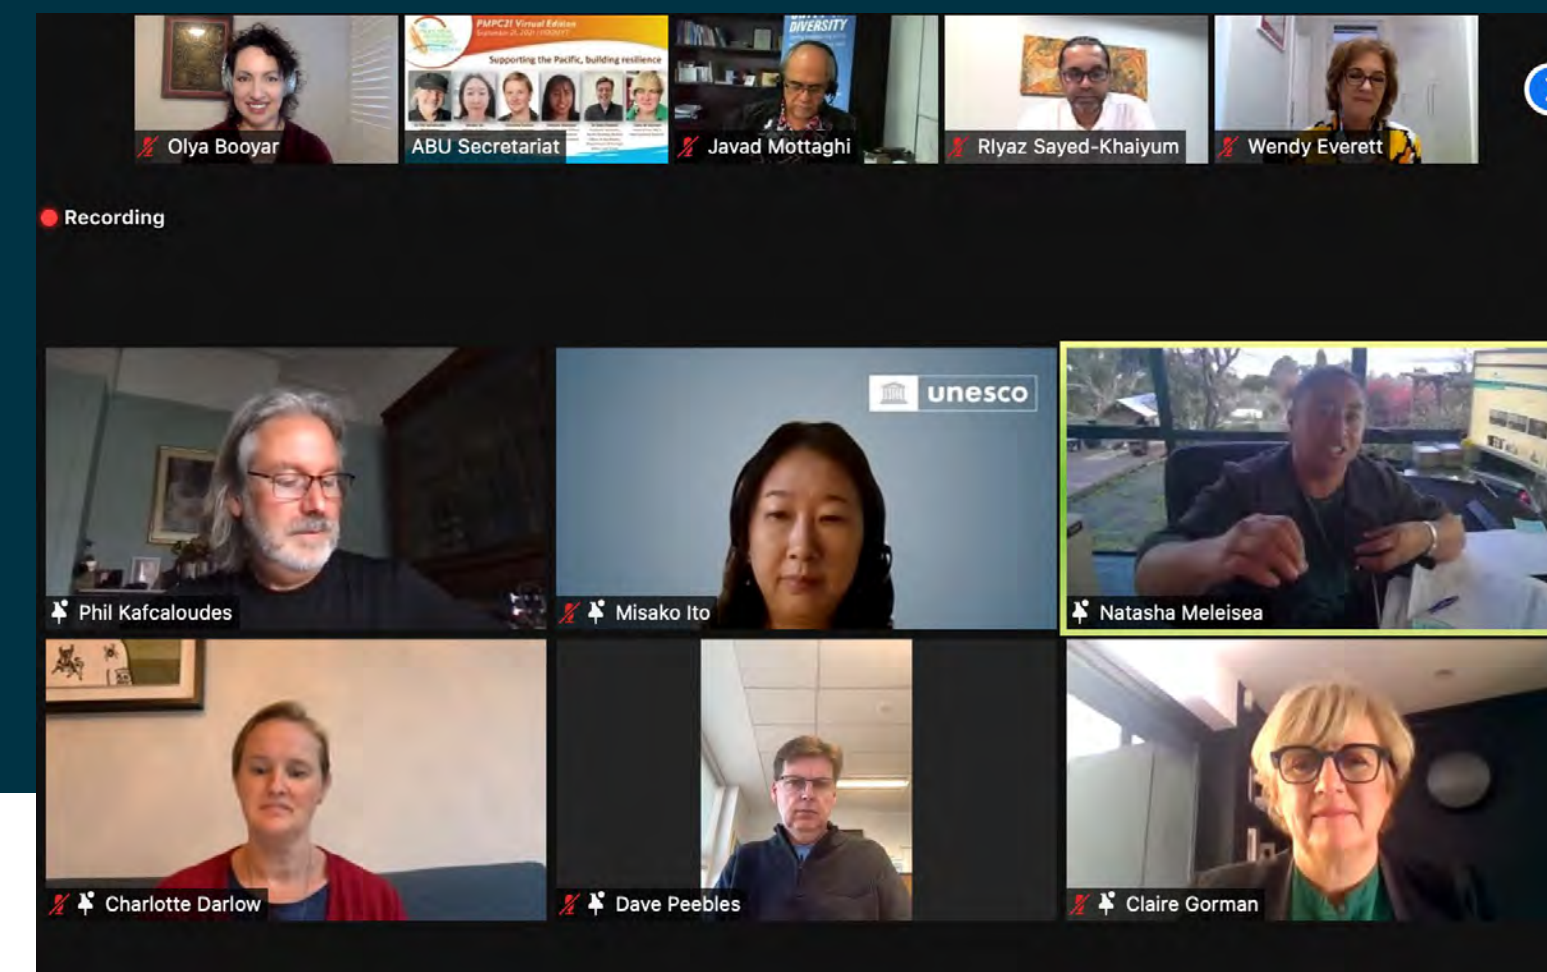 PMPC21 Virtual Edition
Supporting the Pacific, building resilience
DIVERSITY
Olya Booyar
ABU Secretariat
Javad Mottaghi
RIyaz Sayed-Khaiyum
Wendy Everett
Recording
unesco
Phil Kafcaloudes
Misako Ito
Natasha Meleisea
Charlotte Darlow
Dave Peebles
Claire Gorman